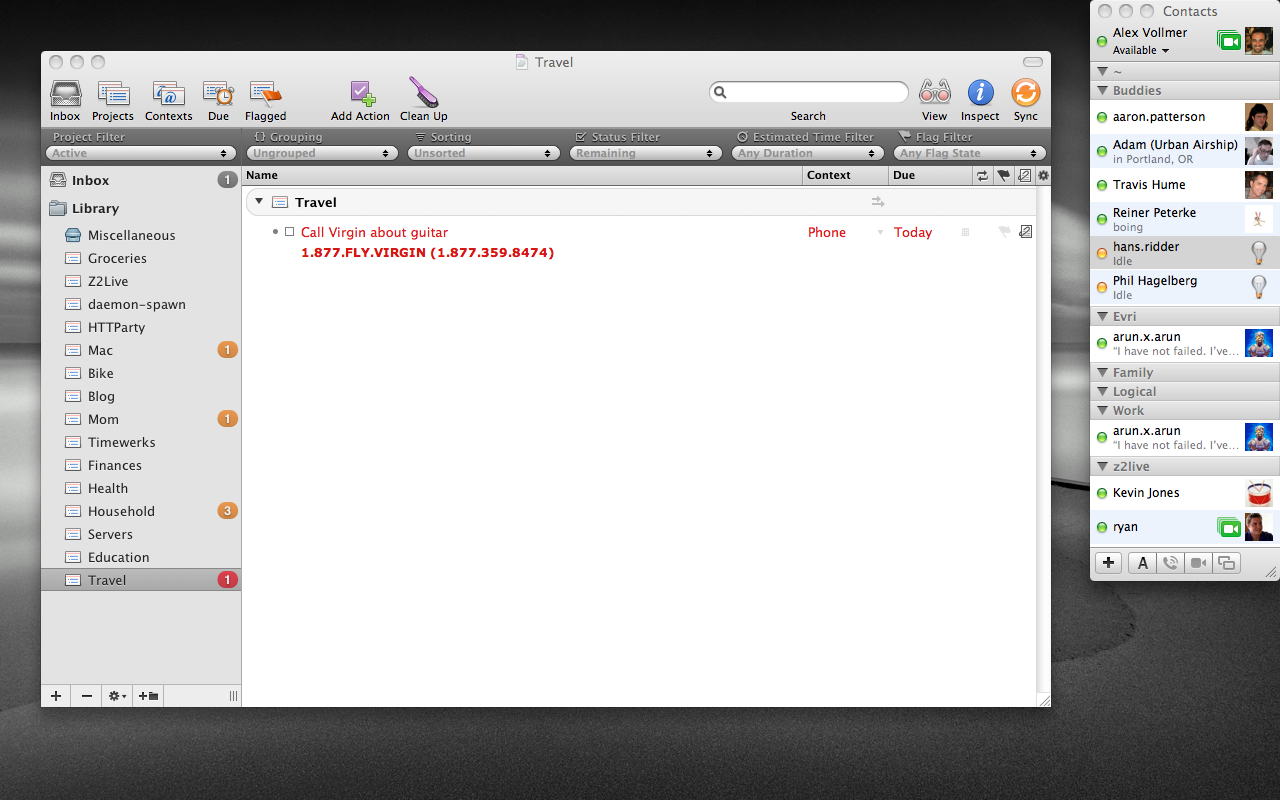 Travel
Inbox Projects Contexts Due Flagged Add Action Clean Up Search View Inspect Sync
Project Filter Grouping Sorting Status Filter Estimated Time Filter Flag Filter
Active Ungrouped Unsorted Remaining Any Duration Any Flag State
Name Context Due
Inbox 1
Library
Miscellaneous
Groceries
Z2Live
daemon-spawn
HTTParty
Mac 1
Bike
Blog
Mom 1
Timewerks
Finances
Health
Household 3
Servers
Education
Travel 1
Travel
Call Virgin about guitar Phone Today
1.877.FLY.VIRGIN (1.877.359.8474)
Contacts
Alex Vollmer
Available
~
Buddies
aaron.patterson
Adam (Urban Airship)
in Portland, OR
Travis Hume
Reiner Peterke
boing
hans.ridder
Idle
Phil Hagelberg
Idle
Evri
arun.x.arun
“I have not failed. I’ve...
Family
Logical
Work
arun.x.arun
“I have not failed. I’ve...
z2live
Kevin Jones
ryan
A